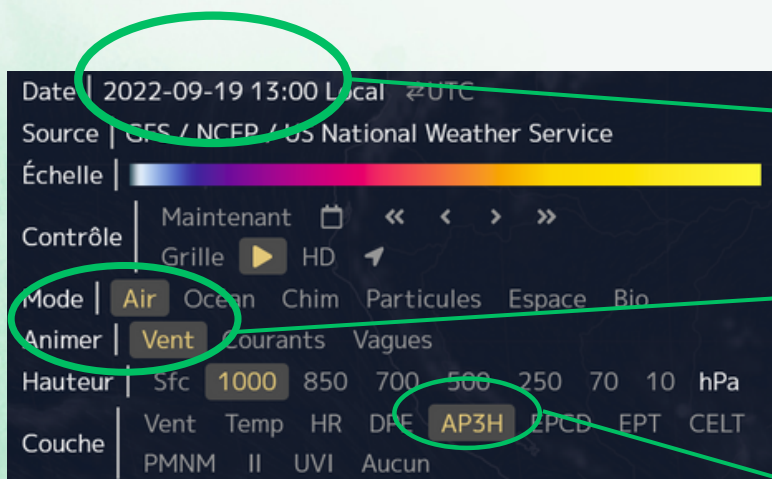 Date | 2022-09-19 13:00 Local ⇄UTC
Source | GFS / NCEP / US National Weather Service
Échelle |
Contrôle | Maintenant « ‹ › »
Grille HD
Mode | Air Océan Chim Particules Espace Bio
Animer | Vent Courants Vagues
Hauteur | Sfc 1000 850 700 500 250 70 10 hPa
Couche | Vent Temp HR DPE AP3H EPCD EPT CELT
PMNM II UVI Aucun